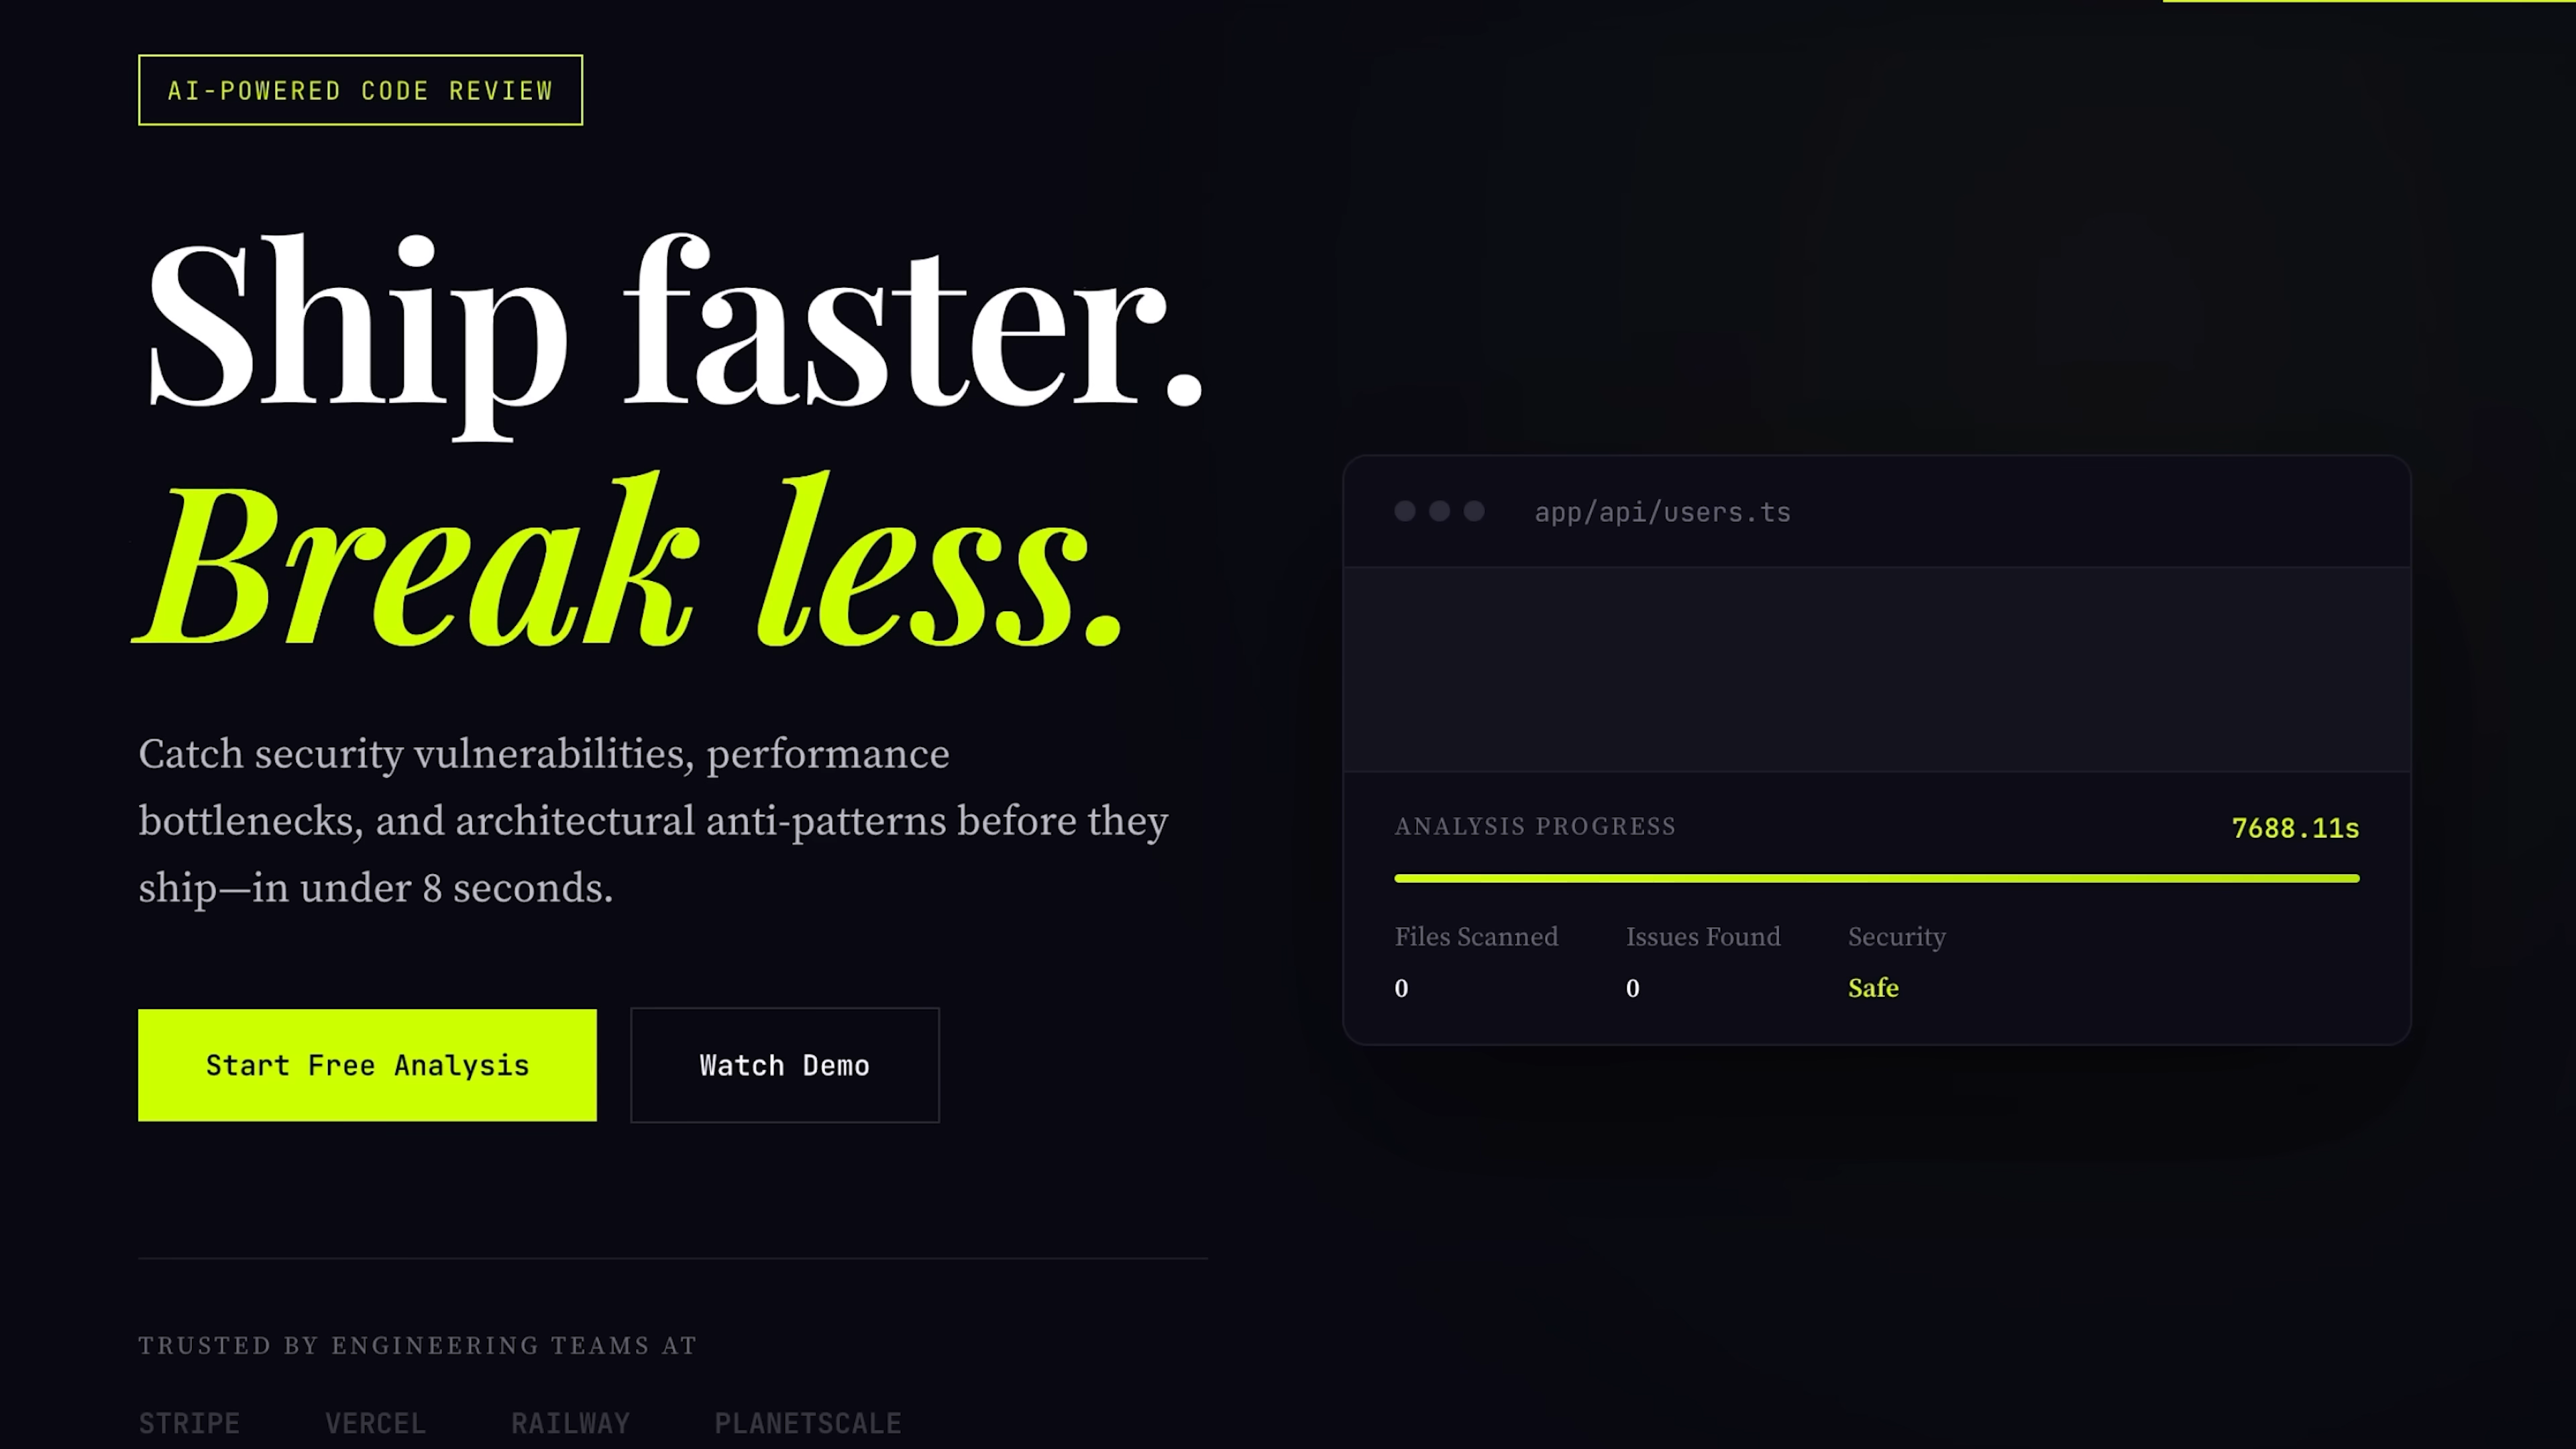 AI-POWERED CODE REVIEW
Ship faster.
Break less.
Catch security vulnerabilities, performance
bottlenecks, and architectural anti-patterns before they
ship—in under 8 seconds.
Start Free Analysis
Watch Demo
TRUSTED BY ENGINEERING TEAMS AT
STRIPE VERCEL RAILWAY PLANETSCALE
app/api/users.ts
ANALYSIS PROGRESS 7688.11s
Files Scanned Issues Found Security
0 0 Safe